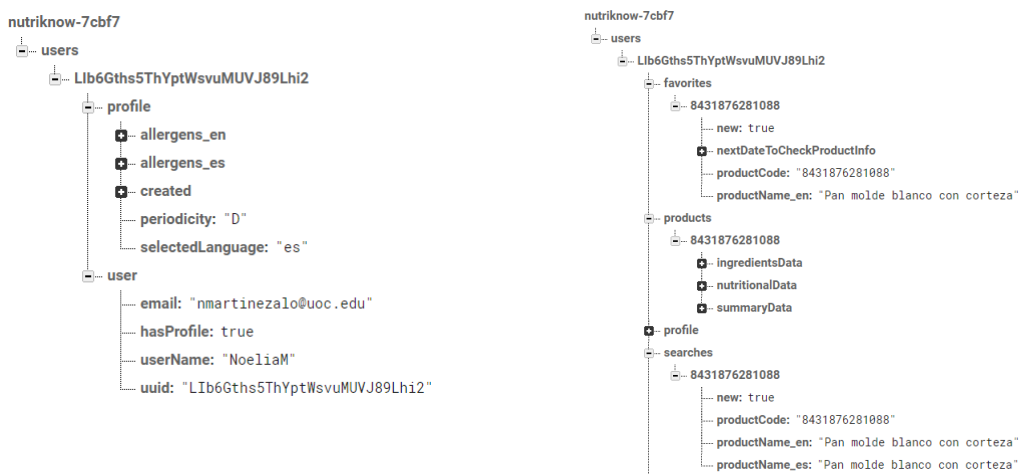 nutriknow-7cbf7
users
LIb6Gths5ThYptWsvuMUVJ89Lhi2
profile
allergens_en
allergens_es
created
periodicity: "D"
selectedLanguage: "es"
user
email: "nmartinezalo@uoc.edu"
hasProfile: true
userName: "NoeliaM"
uuid: "LIb6Gths5ThYptWsvuMUVJ89Lhi2"
nutriknow-7cbf7
users
LIb6Gths5ThYptWsvuMUVJ89Lhi2
favorites
8431876281088
new: true
nextDateToCheckProductInfo
productCode: "8431876281088"
productName_en: "Pan molde blanco con corteza"
products
8431876281088
ingredientsData
nutritionalData
summaryData
profile
searches
8431876281088
new: true
productCode: "8431876281088"
productName_en: "Pan molde blanco con corteza"
productName_es: "Pan molde blanco con corteza"